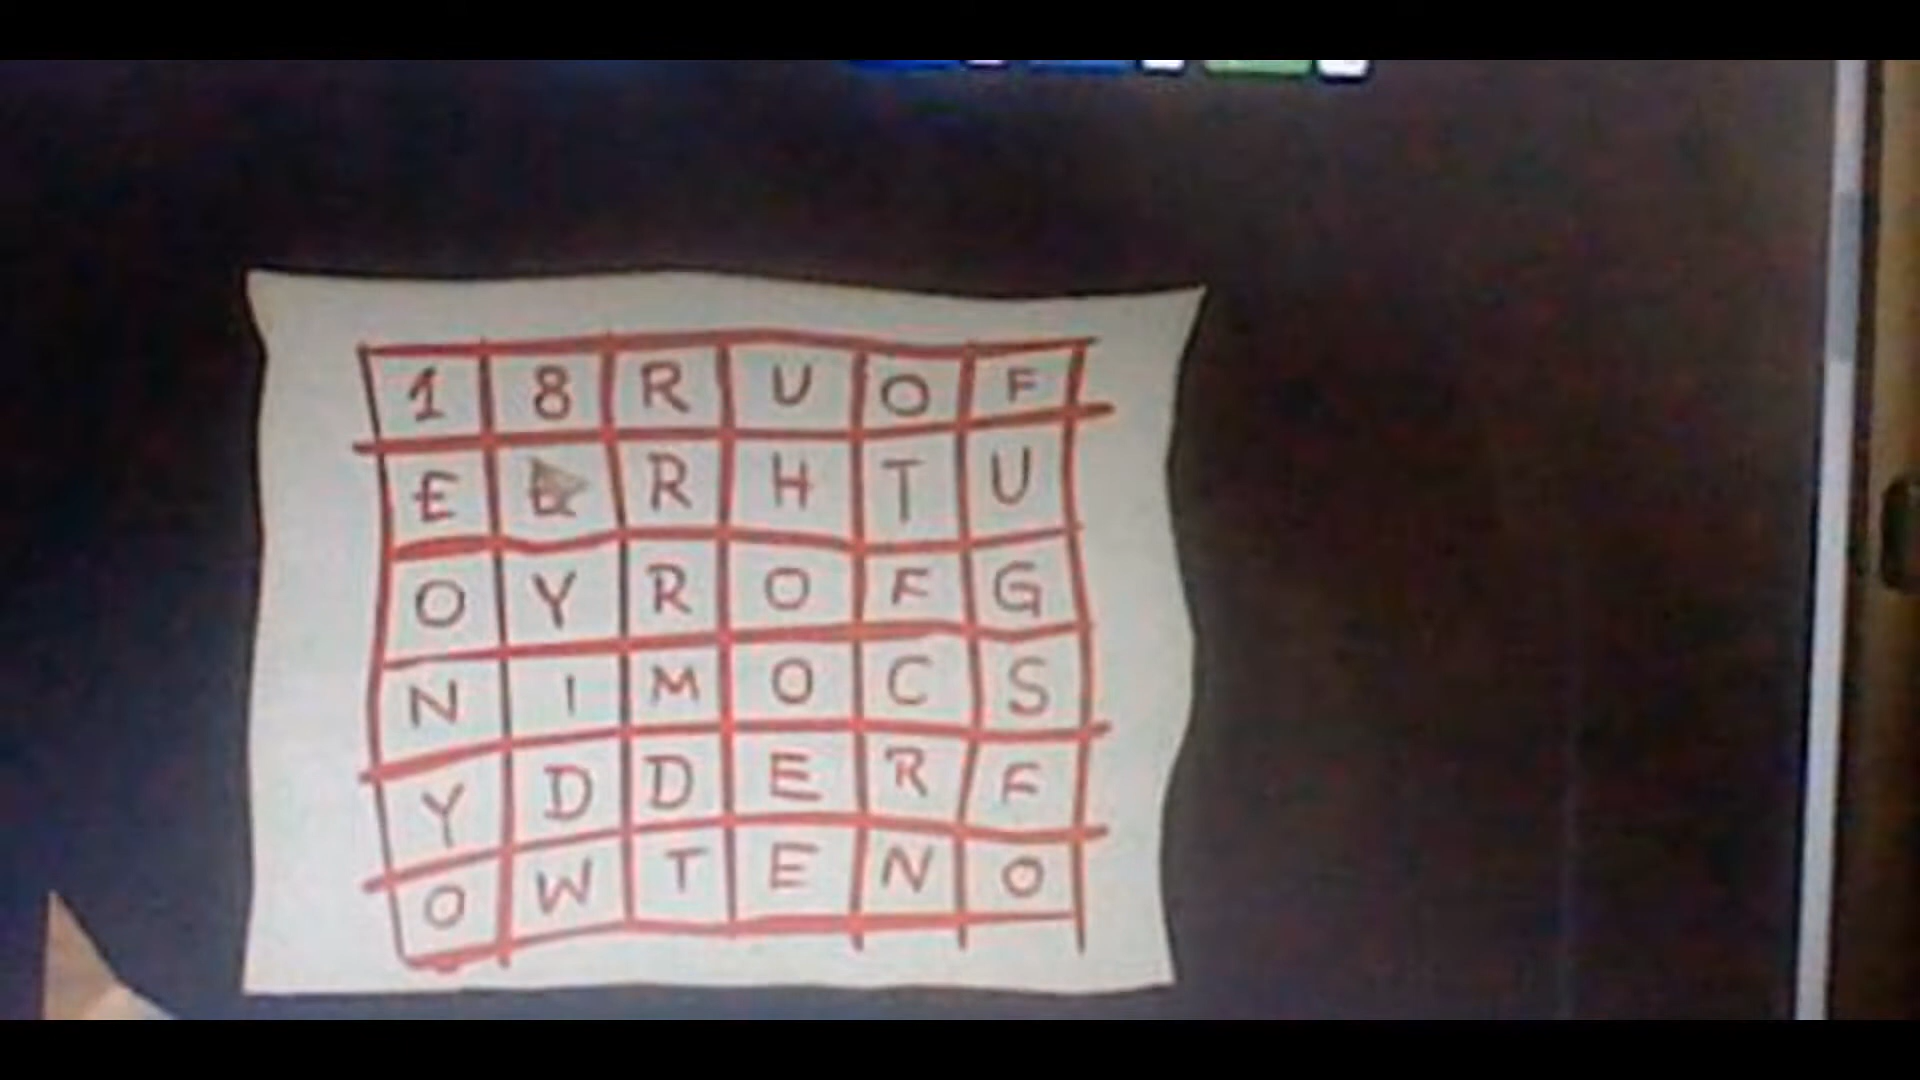 1 8 R U O F
E E R H T U
O Y R O F G
N I M O C S
Y D D E R F
O W T E N O